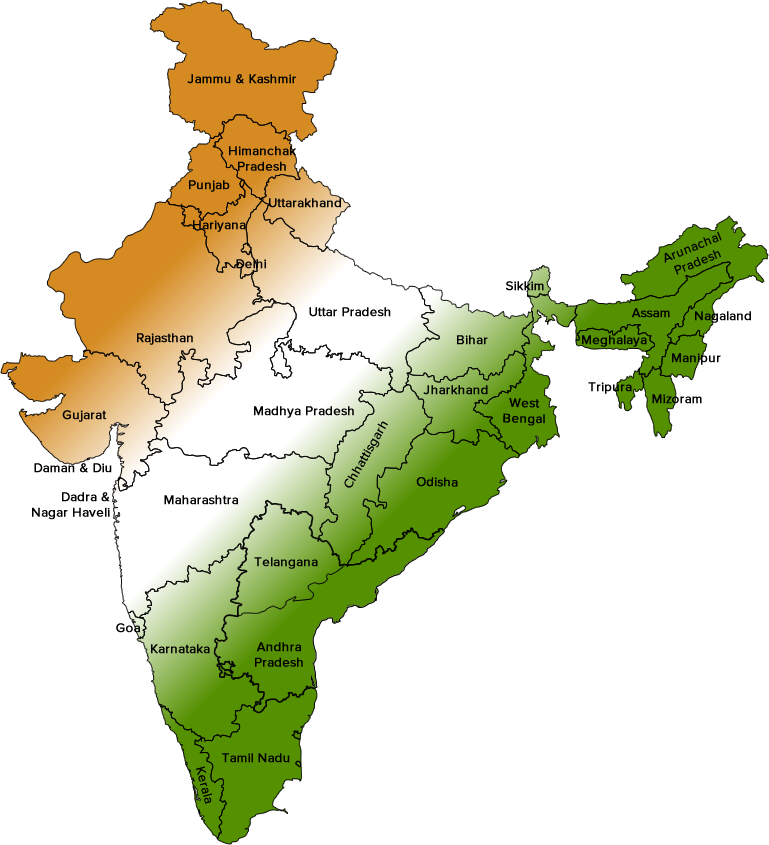 Jammu & Kashmir
Himanchak
Pradesh
Punjab
Uttarakhand
Hariyana
Delhi
Arunachal
Pradesh
Sikkim
Uttar Pradesh
Assam
Nagaland
Rajasthan
Bihar
Meghalaya
Manipur
Jharkhand
Tripura
Mizoram
Gujarat
Madhya Pradesh
West
Bengal
Chhattisgarh
Daman & Diu
Odisha
Dadra &
Nagar Haveli
Maharashtra
Telangana
Goa
Karnataka
Andhra
Pradesh
Tamil Nadu
Kerala